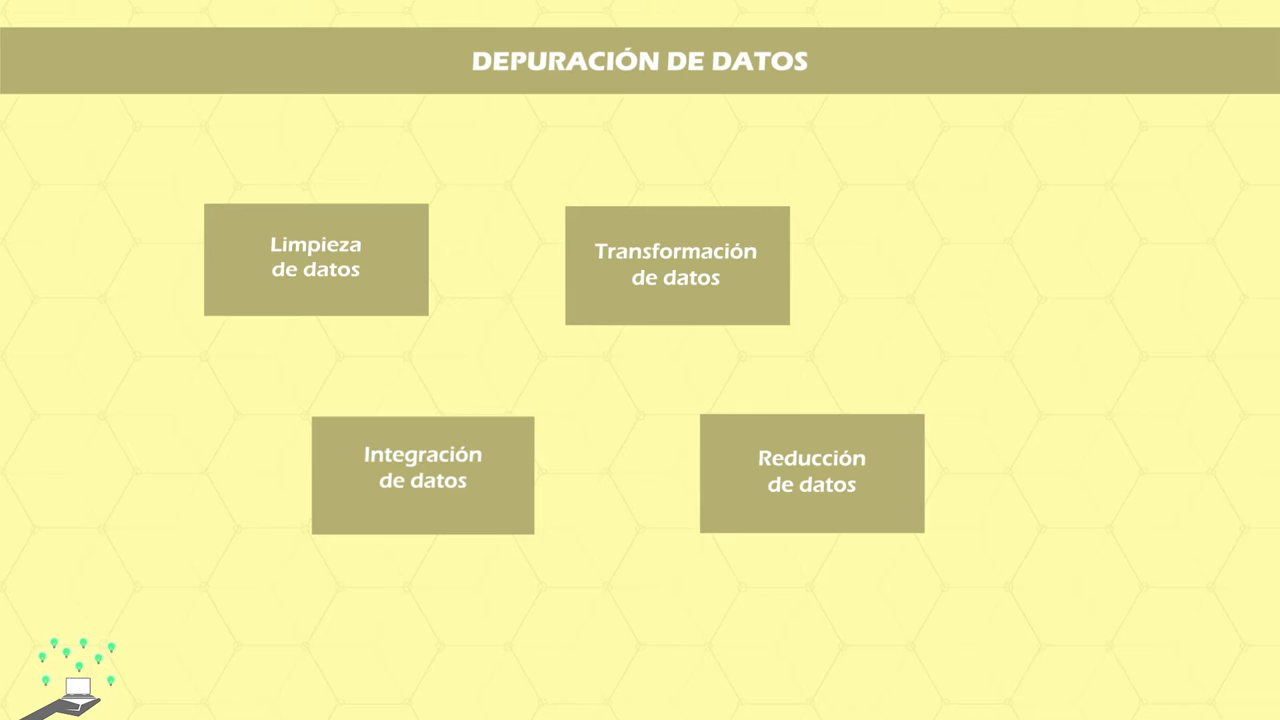 DEPURACIÓN DE DATOS
Limpieza
de datos
Transformación
de datos
Integración
de datos
Reducción
de datos